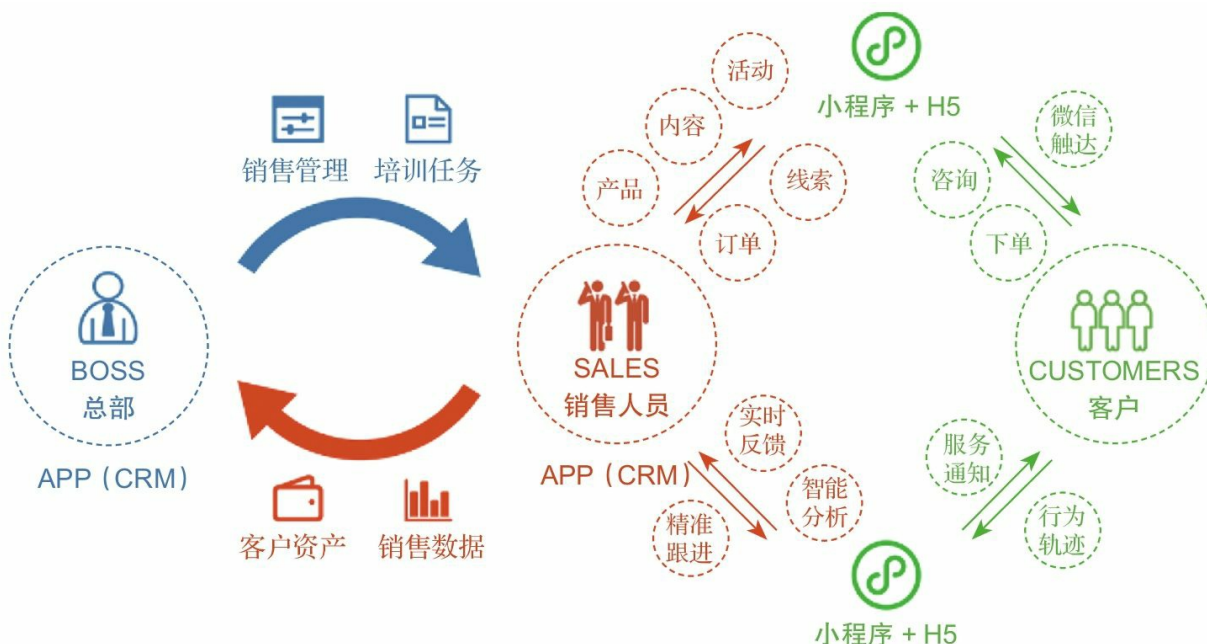 活动
小程序 + H5
内容
微信
触达
销售管理
培训任务
产品
线索
咨询
订单
下单
BOSS
总部
APP（CRM）
SALES
销售人员
APP（CRM）
CUSTOMERS
客户
客户资产
销售数据
实时
反馈
智能
分析
精准
跟进
服务
通知
行为
轨迹
小程序 + H5